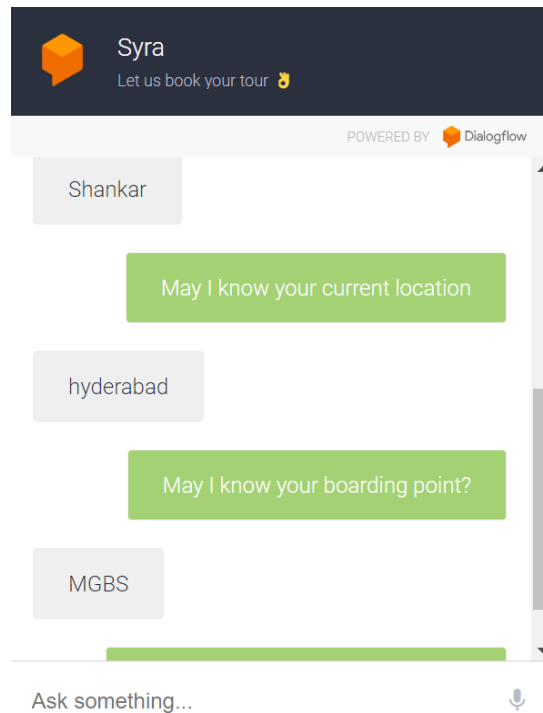 Syra
Let us book your tour 👌
POWERED BY Dialogflow
Shankar
May I know your current location
hyderabad
May I know your boarding point?
MGBS
Ask something...